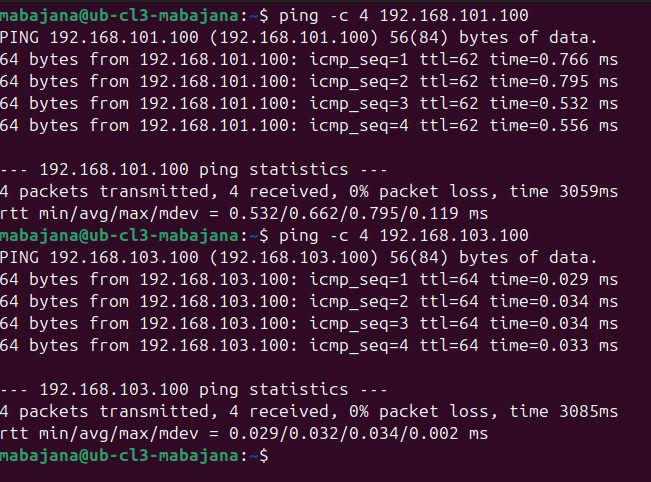 mabajana@ub-cl3-mabajana:~$ ping -c 4 192.168.101.100
PING 192.168.101.100 (192.168.101.100) 56(84) bytes of data.
64 bytes from 192.168.101.100: icmp_seq=1 ttl=62 time=0.766 ms
64 bytes from 192.168.101.100: icmp_seq=2 ttl=62 time=0.795 ms
64 bytes from 192.168.101.100: icmp_seq=3 ttl=62 time=0.532 ms
64 bytes from 192.168.101.100: icmp_seq=4 ttl=62 time=0.556 ms
--- 192.168.101.100 ping statistics ---
4 packets transmitted, 4 received, 0% packet loss, time 3059ms
rtt min/avg/max/mdev = 0.532/0.662/0.795/0.119 ms
mabajana@ub-cl3-mabajana:~$ ping -c 4 192.168.103.100
PING 192.168.103.100 (192.168.103.100) 56(84) bytes of data.
64 bytes from 192.168.103.100: icmp_seq=1 ttl=64 time=0.029 ms
64 bytes from 192.168.103.100: icmp_seq=2 ttl=64 time=0.034 ms
64 bytes from 192.168.103.100: icmp_seq=3 ttl=64 time=0.034 ms
64 bytes from 192.168.103.100: icmp_seq=4 ttl=64 time=0.033 ms
--- 192.168.103.100 ping statistics ---
4 packets transmitted, 4 received, 0% packet loss, time 3085ms
rtt min/avg/max/mdev = 0.029/0.032/0.034/0.002 ms
mabajana@ub-cl3-mabajana:~$